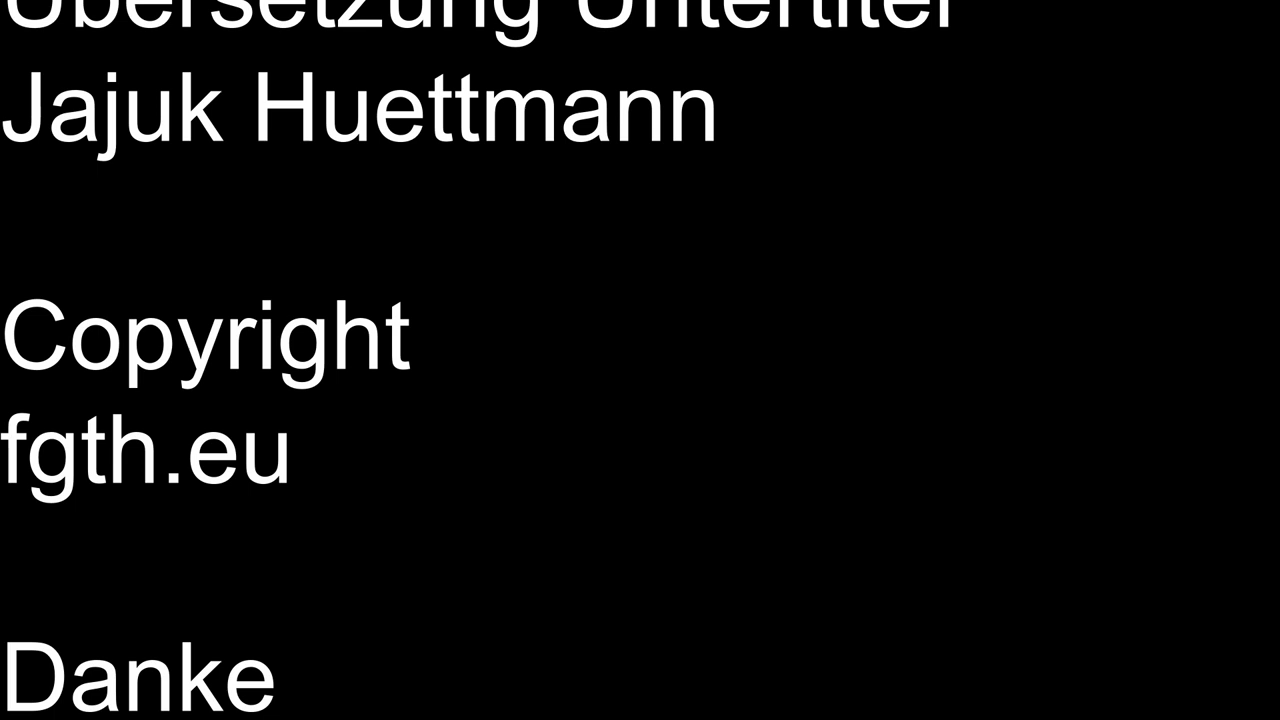 Übersetzung Untertitel
Jajuk Huettmann
Copyright
fgth.eu
Danke